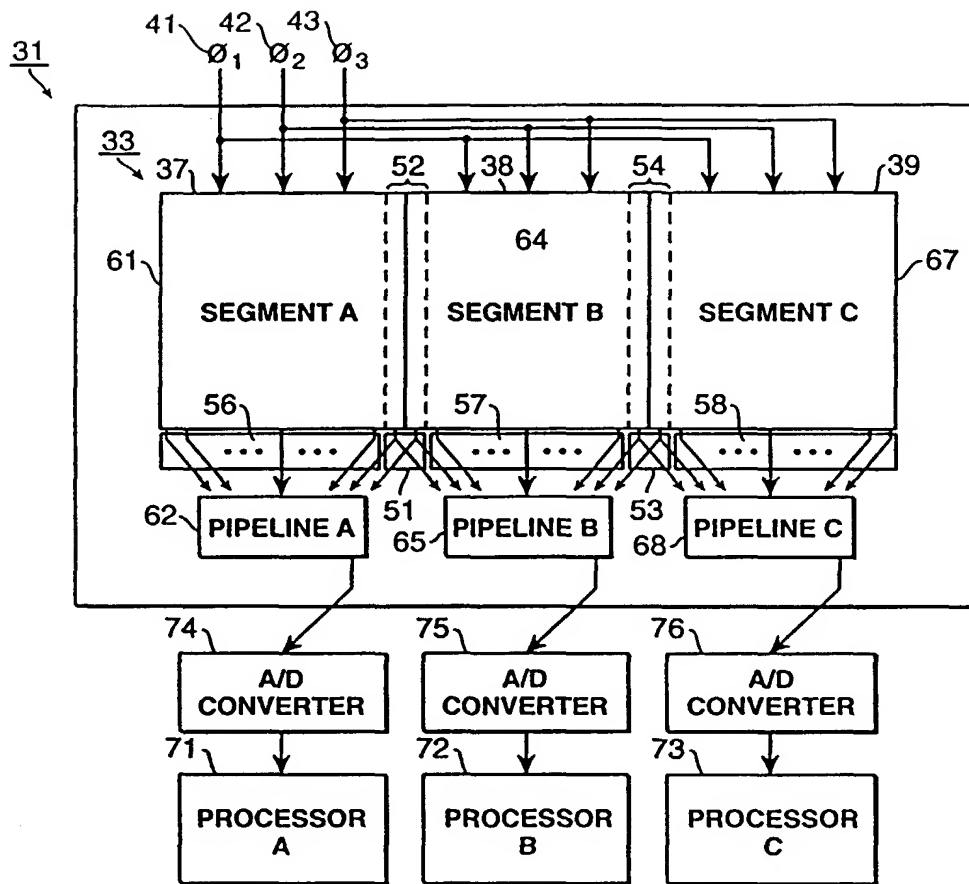 41 42 43
Ø1 Ø2 Ø3
31
33
37 52 38 54 39
61 64 67
SEGMENT A SEGMENT B SEGMENT C
56 57 58
••• ••• ••• ••• ••• •••
62 51 65 53 68
PIPELINE A PIPELINE B PIPELINE C
74 75 76
A/D CONVERTER A/D CONVERTER A/D CONVERTER
71 72 73
PROCESSOR A PROCESSOR B PROCESSOR C